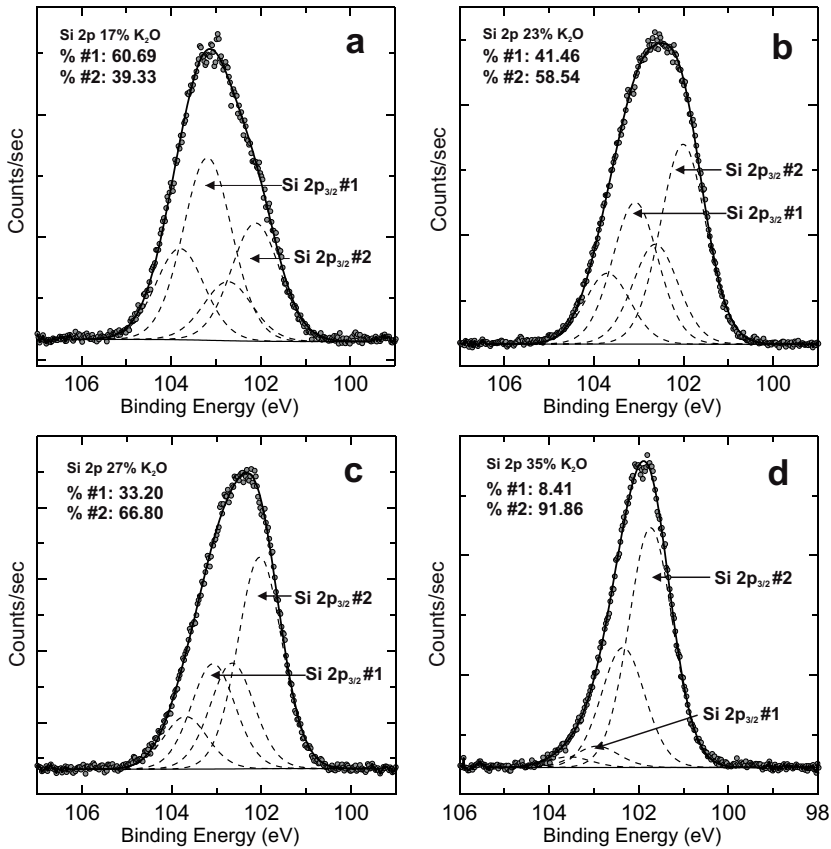 a
Si 2p 17% K₂O
% #1: 60.69
% #2: 39.33
Si 2p₃/₂#1
Si 2p₃/₂#2
Counts/sec
106 104 102 100
Binding Energy (eV)
b
Si 2p 23% K₂O
% #1: 41.46
% #2: 58.54
Si 2p₃/₂#2
Si 2p₃/₂#1
Counts/sec
106 104 102 100
Binding Energy (eV)
c
Si 2p 27% K₂O
% #1: 33.20
% #2: 66.80
Si 2p₃/₂#2
Si 2p₃/₂#1
Counts/sec
106 104 102 100
Binding Energy (eV)
d
Si 2p 35% K₂O
% #1: 8.41
% #2: 91.86
Si 2p₃/₂#2
Si 2p₃/₂#1
Counts/sec
106 104 102 100 98
Binding Energy (eV)